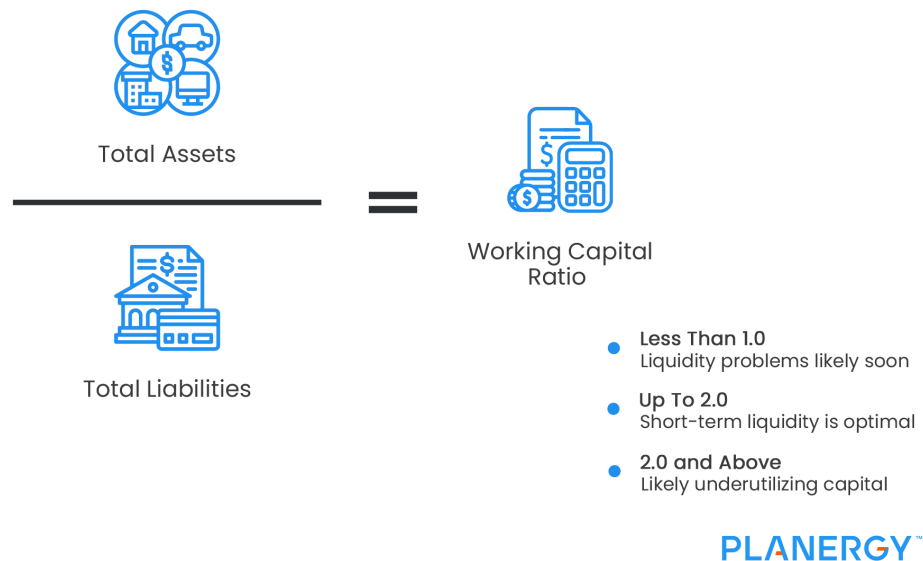 Total Assets
Total Liabilities
Working Capital
Ratio
Less Than 1.0
Liquidity problems likely soon
Up To 2.0
Short-term liquidity is optimal
2.0 and Above
Likely underutilizing capital
PLANERGY™